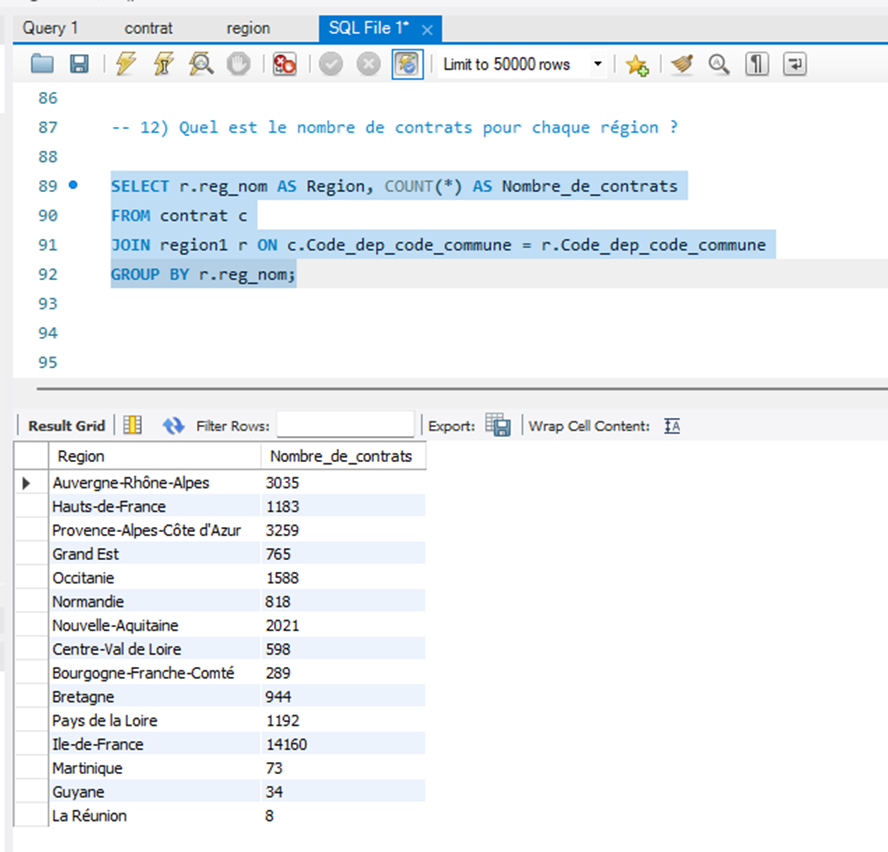 Query 1 contrat region SQL File 1*
Limit to 50000 rows
86
87 -- 12) Quel est le nombre de contrats pour chaque région ?
88
89 SELECT r.reg_nom AS Region, COUNT(*) AS Nombre_de_contrats
90 FROM contrat c
91 JOIN region1 r ON c.Code_dep_code_commune = r.Code_dep_code_commune
92 GROUP BY r.reg_nom;
93
94
95
Result Grid Filter Rows: Export: Wrap Cell Content:
Region Nombre_de_contrats
Auvergne-Rhône-Alpes 3035
Hauts-de-France 1183
Provence-Alpes-Côte d'Azur 3259
Grand Est 765
Occitanie 1588
Normandie 818
Nouvelle-Aquitaine 2021
Centre-Val de Loire 598
Bourgogne-Franche-Comté 289
Bretagne 944
Pays de la Loire 1192
Ile-de-France 14160
Martinique 73
Guyane 34
La Réunion 8